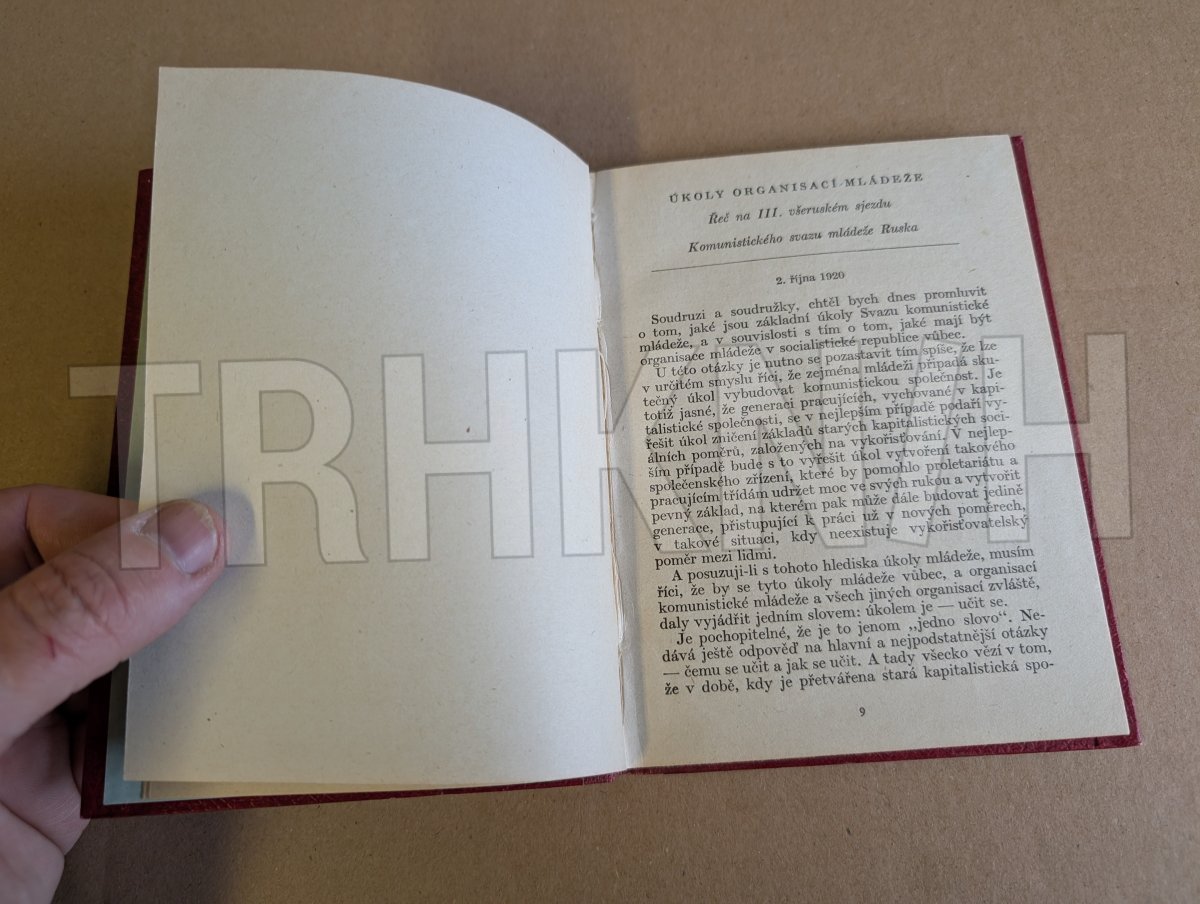 ÚKOLY ORGANISACÍ MLÁDEŽE
Řeč na III. všeruském sjezdu
Komunistického svazu mládeže Ruska
2. října 1920
Soudruzi a soudružky, chtěl bych dnes promluvit
o tom, jaké jsou základní úkoly Svazu komunistické
mládeže, a v souvislosti s tím o tom, jaké mají být
organisace mládeže v socialistické republice vůbec.
U této otázky je nutno se pozastavit tím spíše, že lze
v určitém smyslu říci, že zejména mládeži připadá sku-
tečný úkol vybudovat komunistickou společnost. Je
totiž jasné, že generaci pracujících, vychované v kapi-
talistické společnosti, se v nejlepším případě podaří vy-
řešit úkol zničení základů starých kapitalistických soci-
álních poměrů, založených na vykořisťování. V nejlep-
ším případě bude s to vyřešit úkol vytvoření takového
společenského zřízení, které by pomohlo proletariátu a
pracujícím třídám udržet moc ve svých rukou a vytvořit
pevný základ, na kterém pak může dále budovat jedině
generace, přistupující k práci už v nových poměrech,
v takové situaci, kdy neexistuje vykořisťovatelský
poměr mezi lidmi.
A posuzuji-li s tohoto hlediska úkoly mládeže, musím
říci, že by se tyto úkoly mládeže vůbec, a organisací
komunistické mládeže a všech jiných organisací zvláště,
daly vyjádřit jedním slovem: úkolem je — učit se.
Je pochopitelné, že je to jenom „jedno slovo“. Ne-
dává ještě odpověď na hlavní a nejpodstatnější otázky
— čemu se učit a jak se učit. A tady všecko vězí v tom,
že v době, kdy je přetvářena stará kapitalistická spo-
9
TRHKNIH